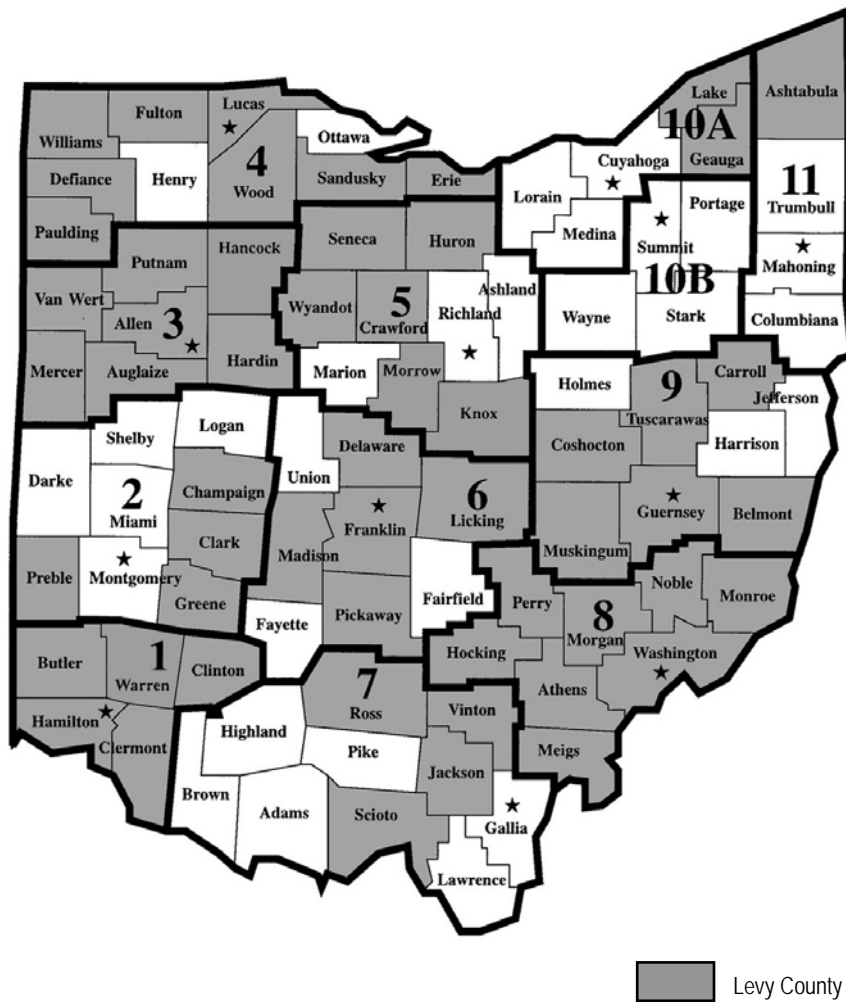 Ashtabula
Lake
10A
Geauga
Lucas
Fulton
Williams
Ottawa
Cuyahoga
Defiance
Henry
4
Wood
Sandusky
Erie
Lorain
Portage
11
Trumbull
Paulding
Medina
Summit
Seneca
Huron
Hancock
Putnam
Mahoning
10B
Ashland
Van Wert
Wyandot
5
Crawford
Richland
Wayne
Stark
Columbiana
Allen
3
Mercer
Auglaize
Hardin
Marion
Morrow
Holmes
9
Tuscarawas
Carroll
Jefferson
Knox
Logan
Shelby
Delaware
Coshocton
Harrison
Union
Darke
Champaign
6
Licking
2
Miami
Franklin
Guernsey
Belmont
Clark
Madison
Muskingum
Preble
Montgomery
Noble
Greene
Pickaway
Fairfield
Perry
Monroe
Fayette
8
Morgan
Butler
1
Warren
Clinton
Hocking
Washington
7
Ross
Athens
Hamilton
Vinton
Highland
Clermont
Pike
Meigs
Jackson
Brown
Adams
Scioto
Gallia
Lawrence
Levy County